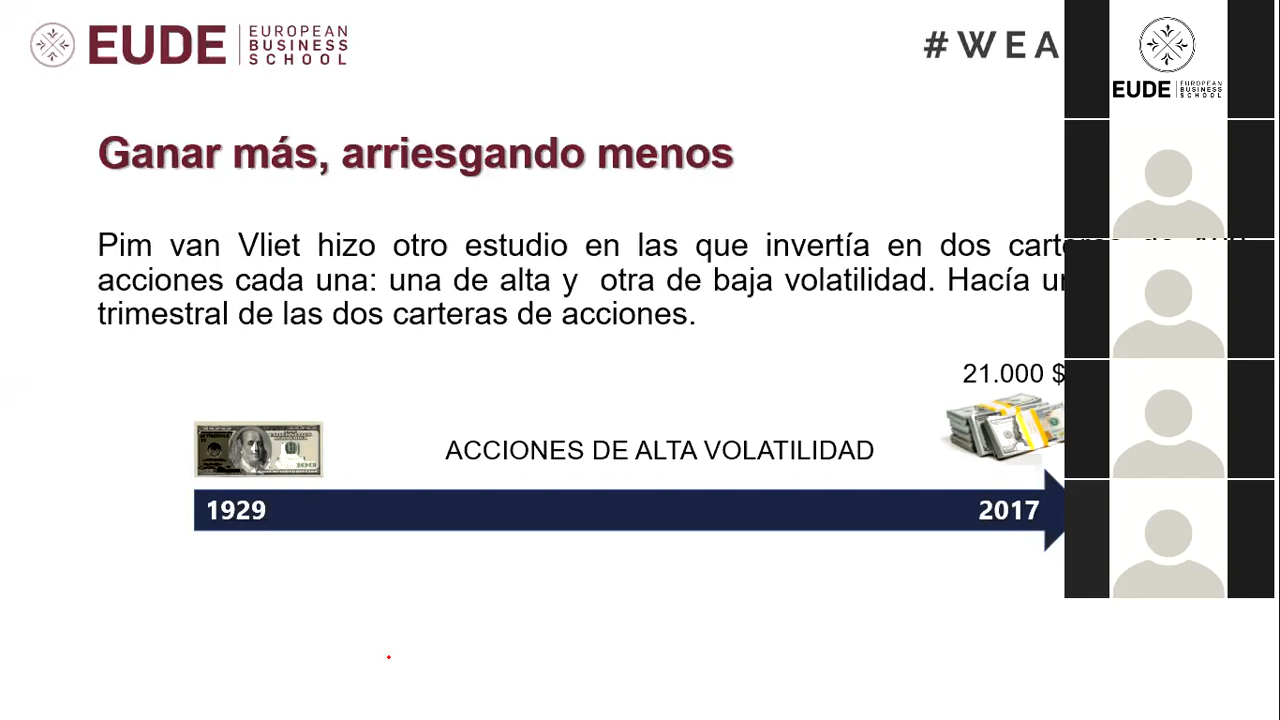 EUDE
EUROPEAN
BUSINESS
SCHOOL
#WEA
EUDE
EUROPEAN
BUSINESS
SCHOOL
Ganar más, arriesgando menos
Pim van Vliet hizo otro estudio en las que invertía en dos
acciones cada una: una de alta y otra de baja volatilidad. Hacía
trimestral de las dos carteras de acciones.
21.000 $
ACCIONES DE ALTA VOLATILIDAD
1929
2017